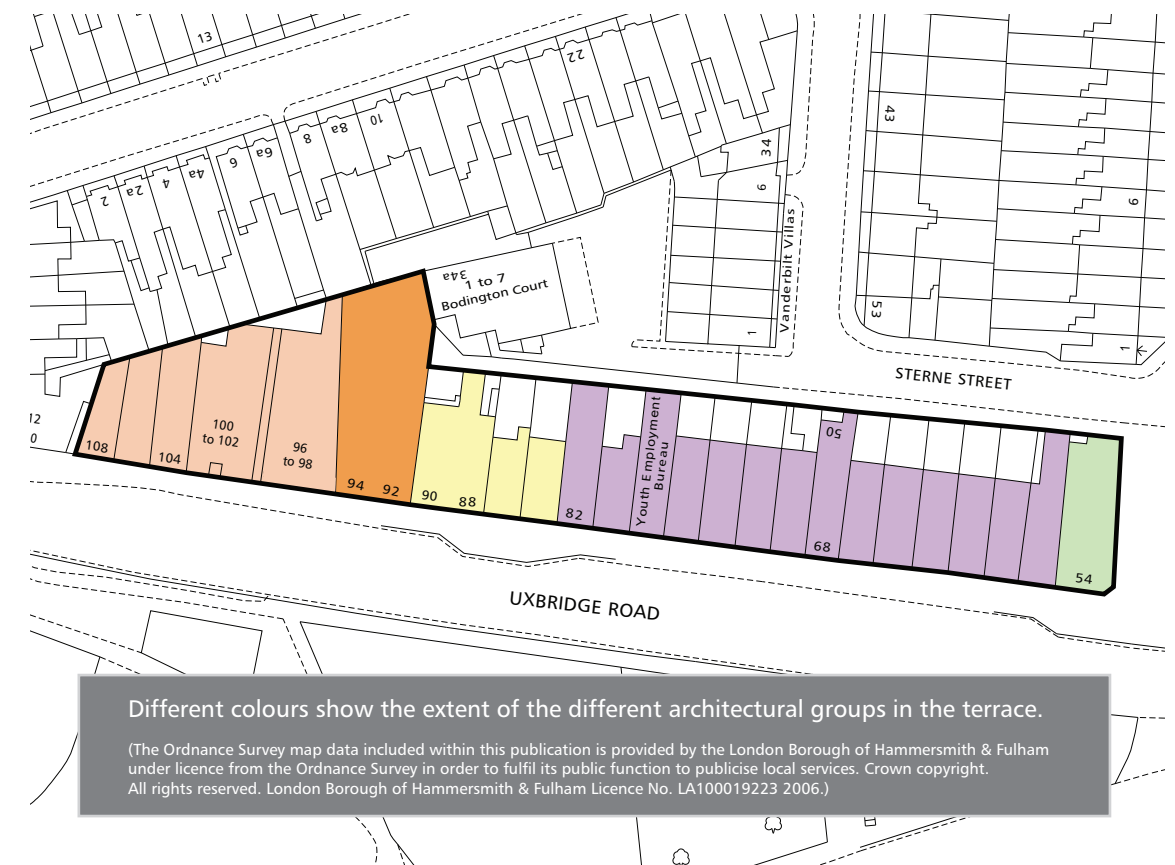 13
22
10
8a
8
6a
6
4a
4
2a
2
34
6
43
9
53
1
1
Vanderbilt Villas
34a
1 to 7
Bodington Court
STERNE STREET
12
0
108
104
100
to 102
96
to 98
94
92
90
88
82
Youth Employment
Bureau
50
68
54
UXBRIDGE ROAD
Different colours show the extent of the different architectural groups in the terrace.
(The Ordnance Survey map data included within this publication is provided by the London Borough of Hammersmith & Fulham
under licence from the Ordnance Survey in order to fulfil its public function to publicise local services. Crown copyright.
All rights reserved. London Borough of Hammersmith & Fulham Licence No. LA100019223 2006.)